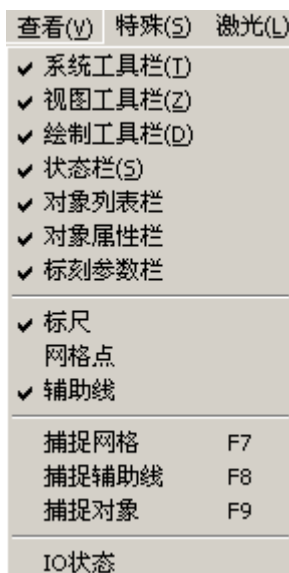 查看(V) 特殊(S) 激光(L)
系统工具栏(T)
视图工具栏(Z)
绘制工具栏(D)
状态栏(S)
对象列表栏
对象属性栏
标刻参数栏
标尺
网格点
辅助线
捕捉网格 F7
捕捉辅助线 F8
捕捉对象 F9
IO状态